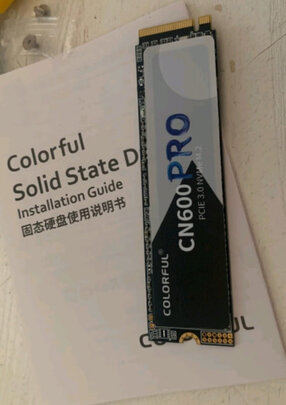 Colorful
Solid State D
Installation Guide
固态硬盘使用说明书
COLORFUL
CN600 PRO
PCIE 3.0 NVME M.2
COLORFUL